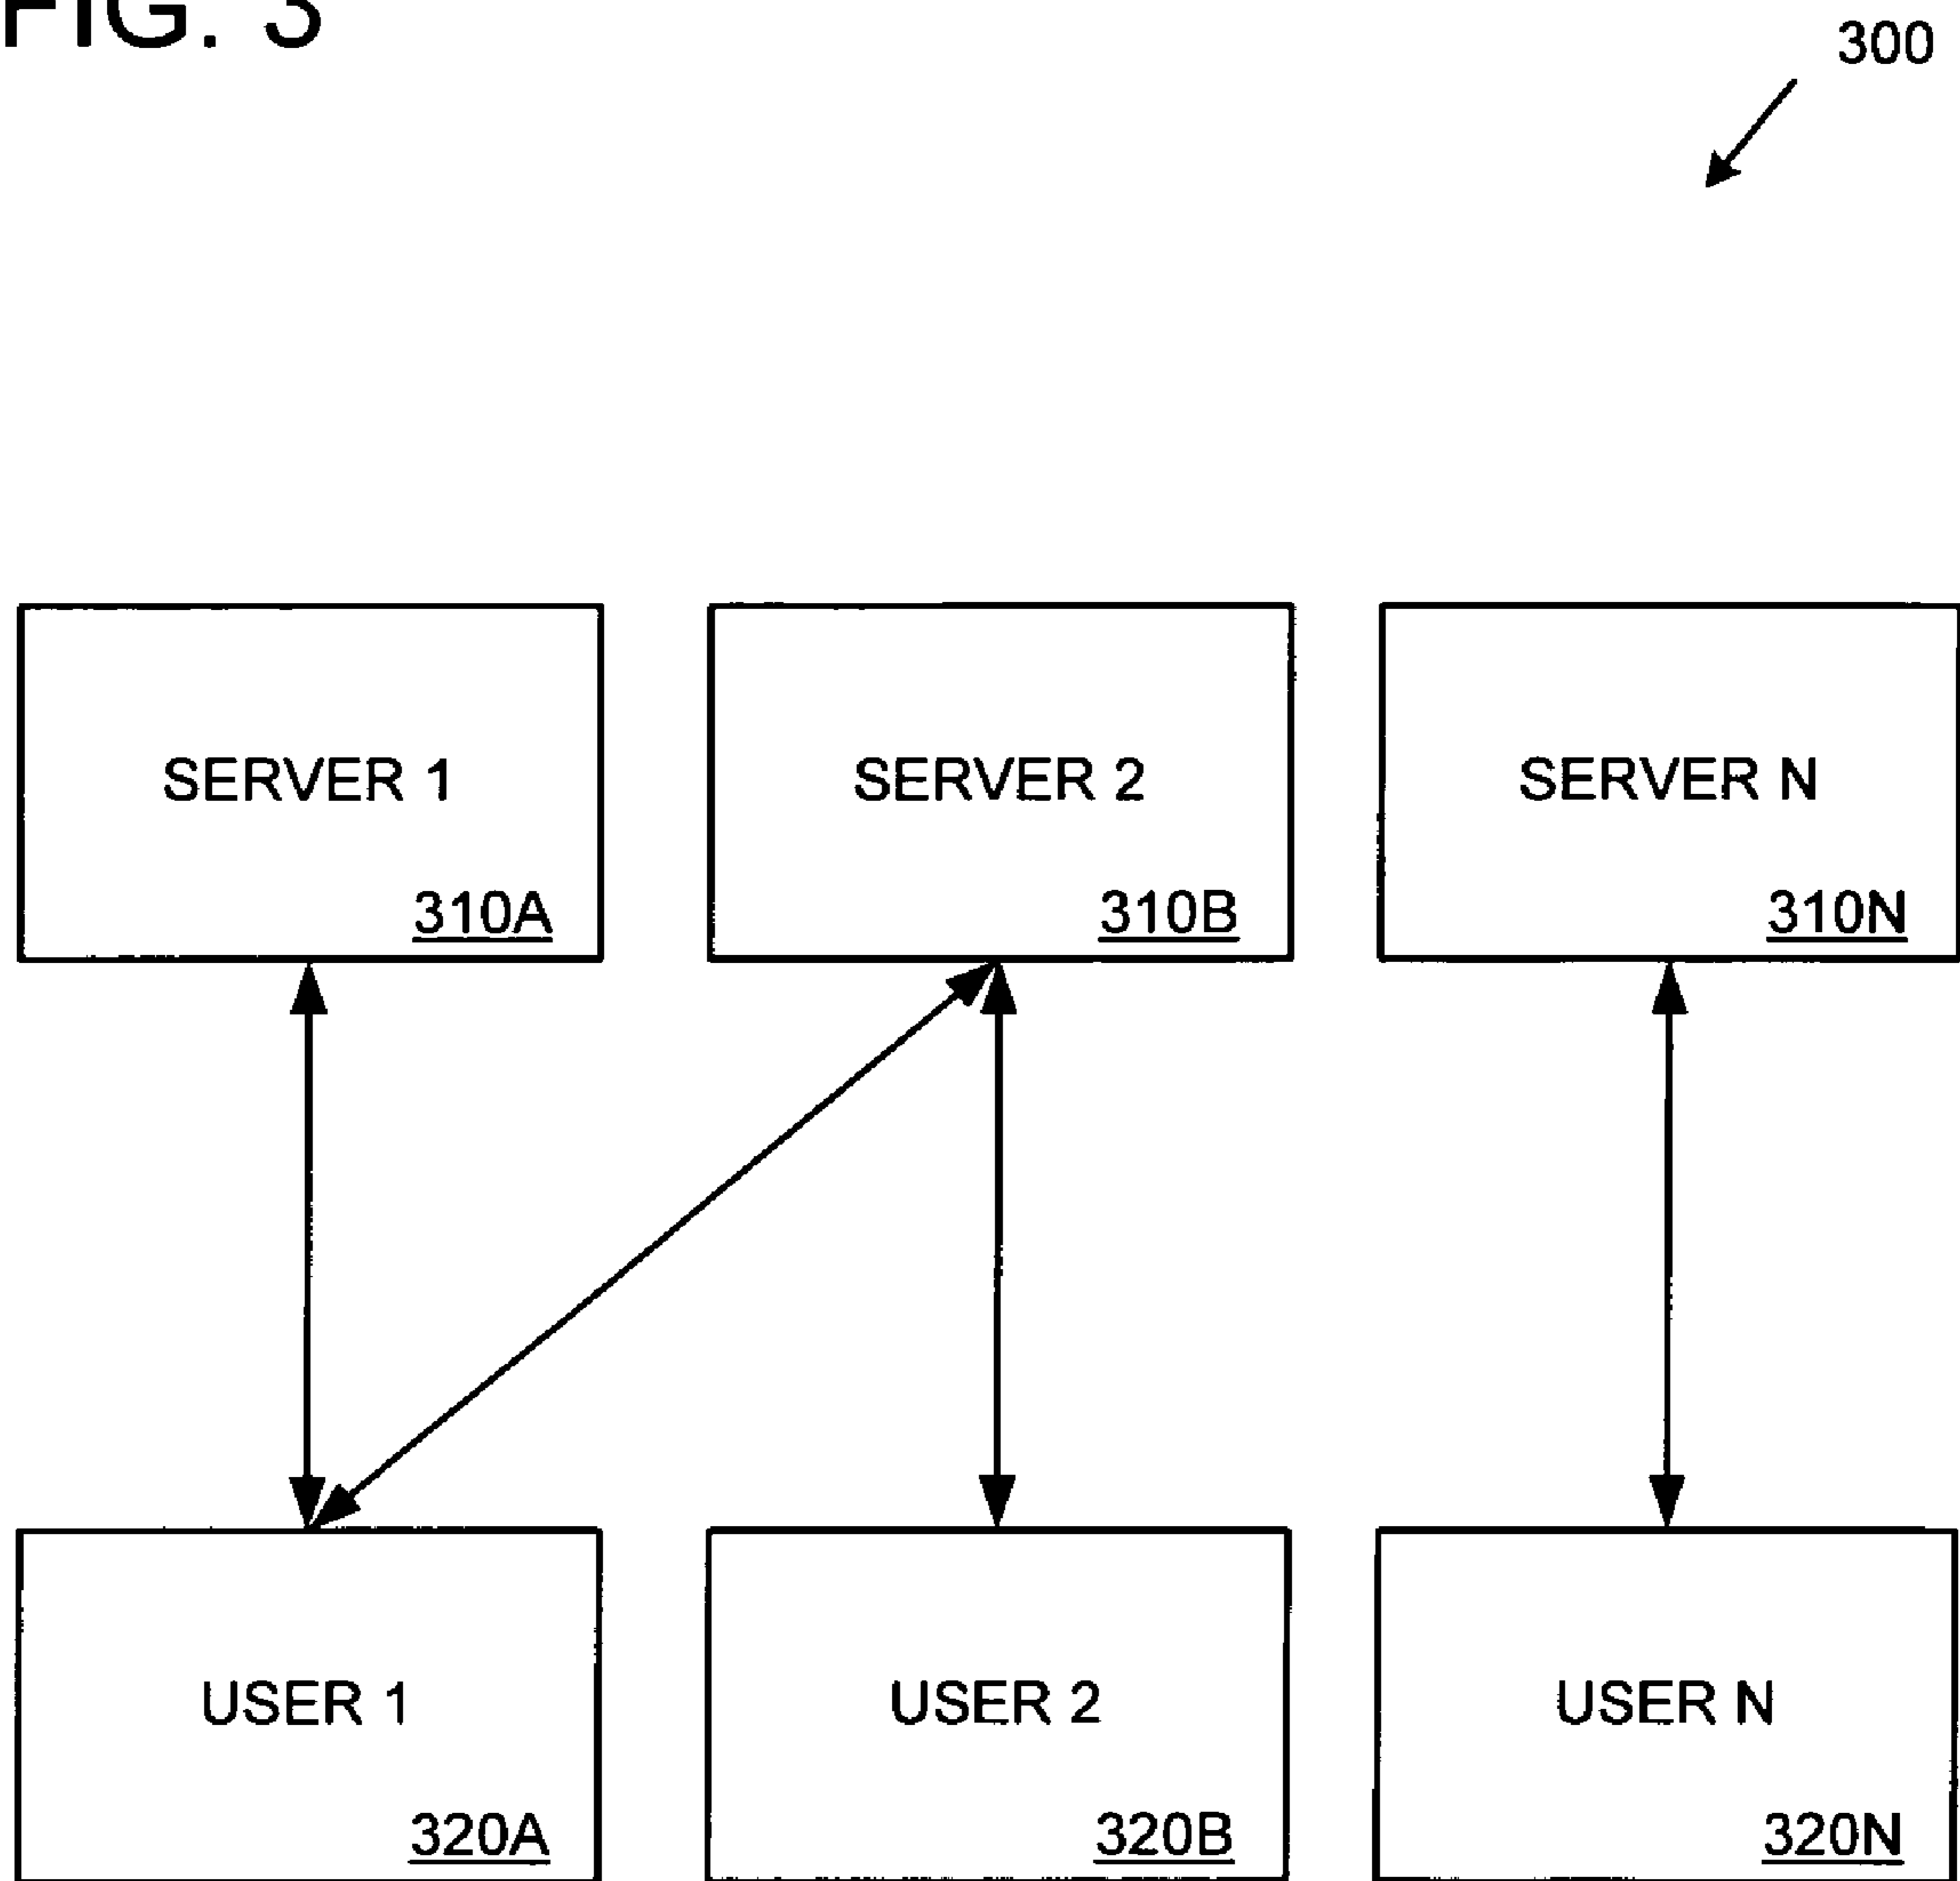 FIG. 3
300
SERVER 1
310A
SERVER 2
310B
SERVER N
310N
USER 1
320A
USER 2
320B
USER N
320N